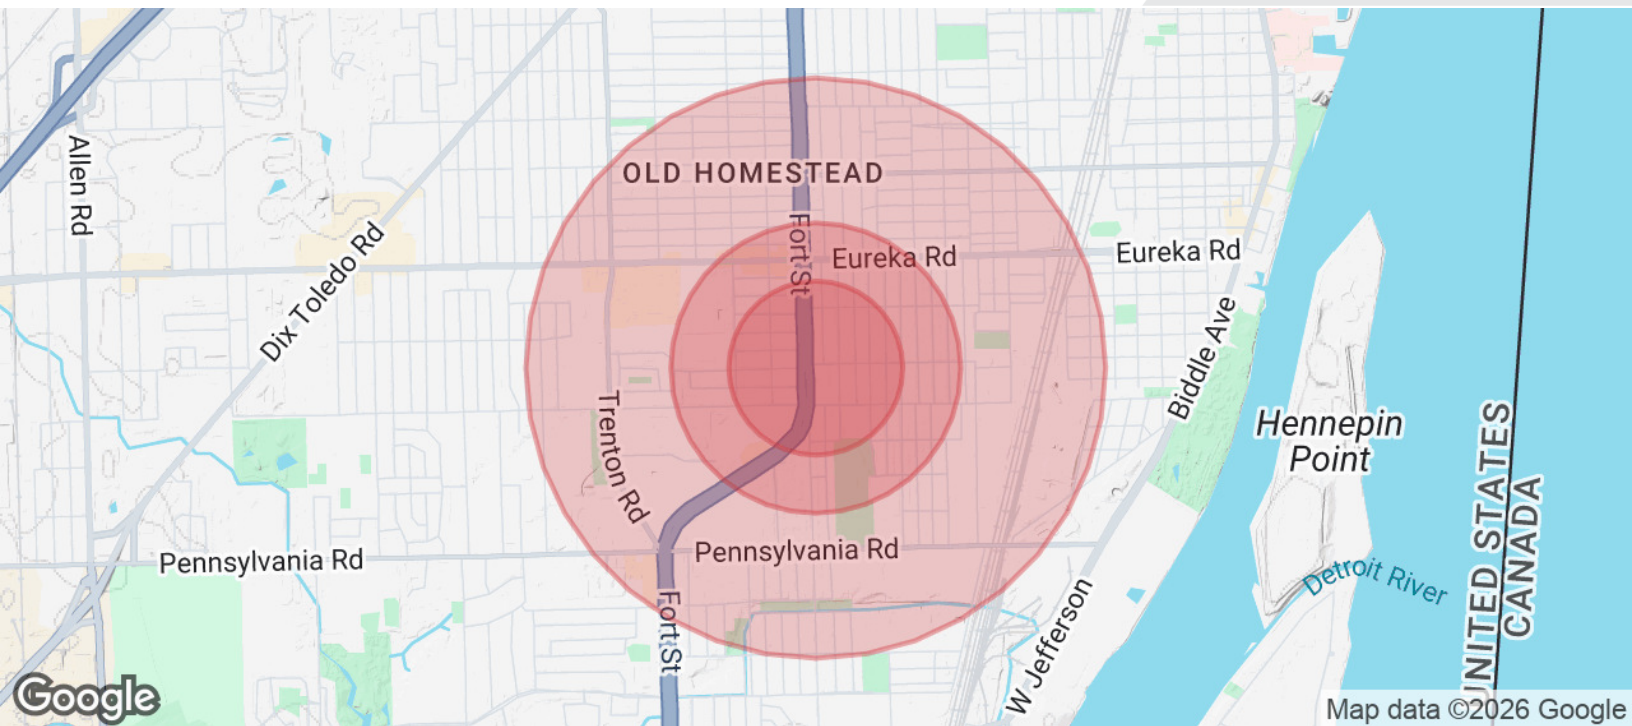 Allen Rd
OLD HOMESTEAD
Fort St
Eureka Rd
Eureka Rd
Dix Toledo Rd
Biddle Ave
Trenton Rd
Hennepin
Point
Pennsylvania Rd
Pennsylvania Rd
Fort St
W Jefferson
Detroit River
UNITED STATES
CANADA
Google
Map data ©2026 Google